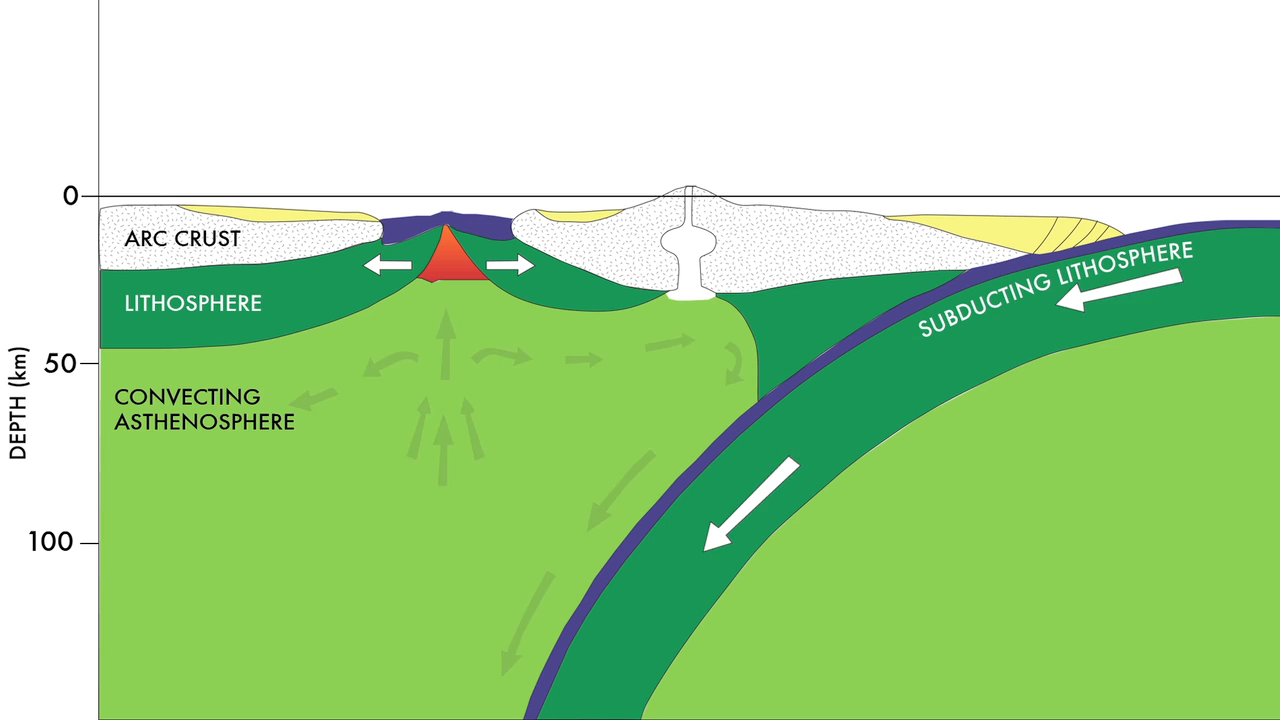 0
ARC CRUST
SUBDUCTING LITHOSPHERE
LITHOSPHERE
50
DEPTH (km)
CONVECTING
ASTHENOSPHERE
100